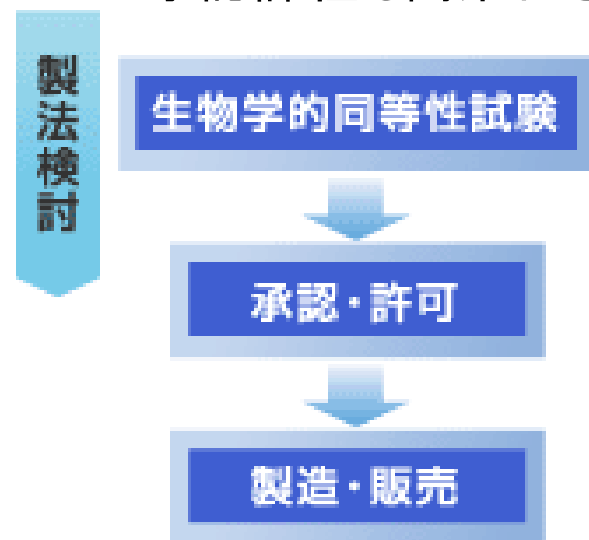 製法検討
生物学的同等性試験
承認・許可
製造・販売